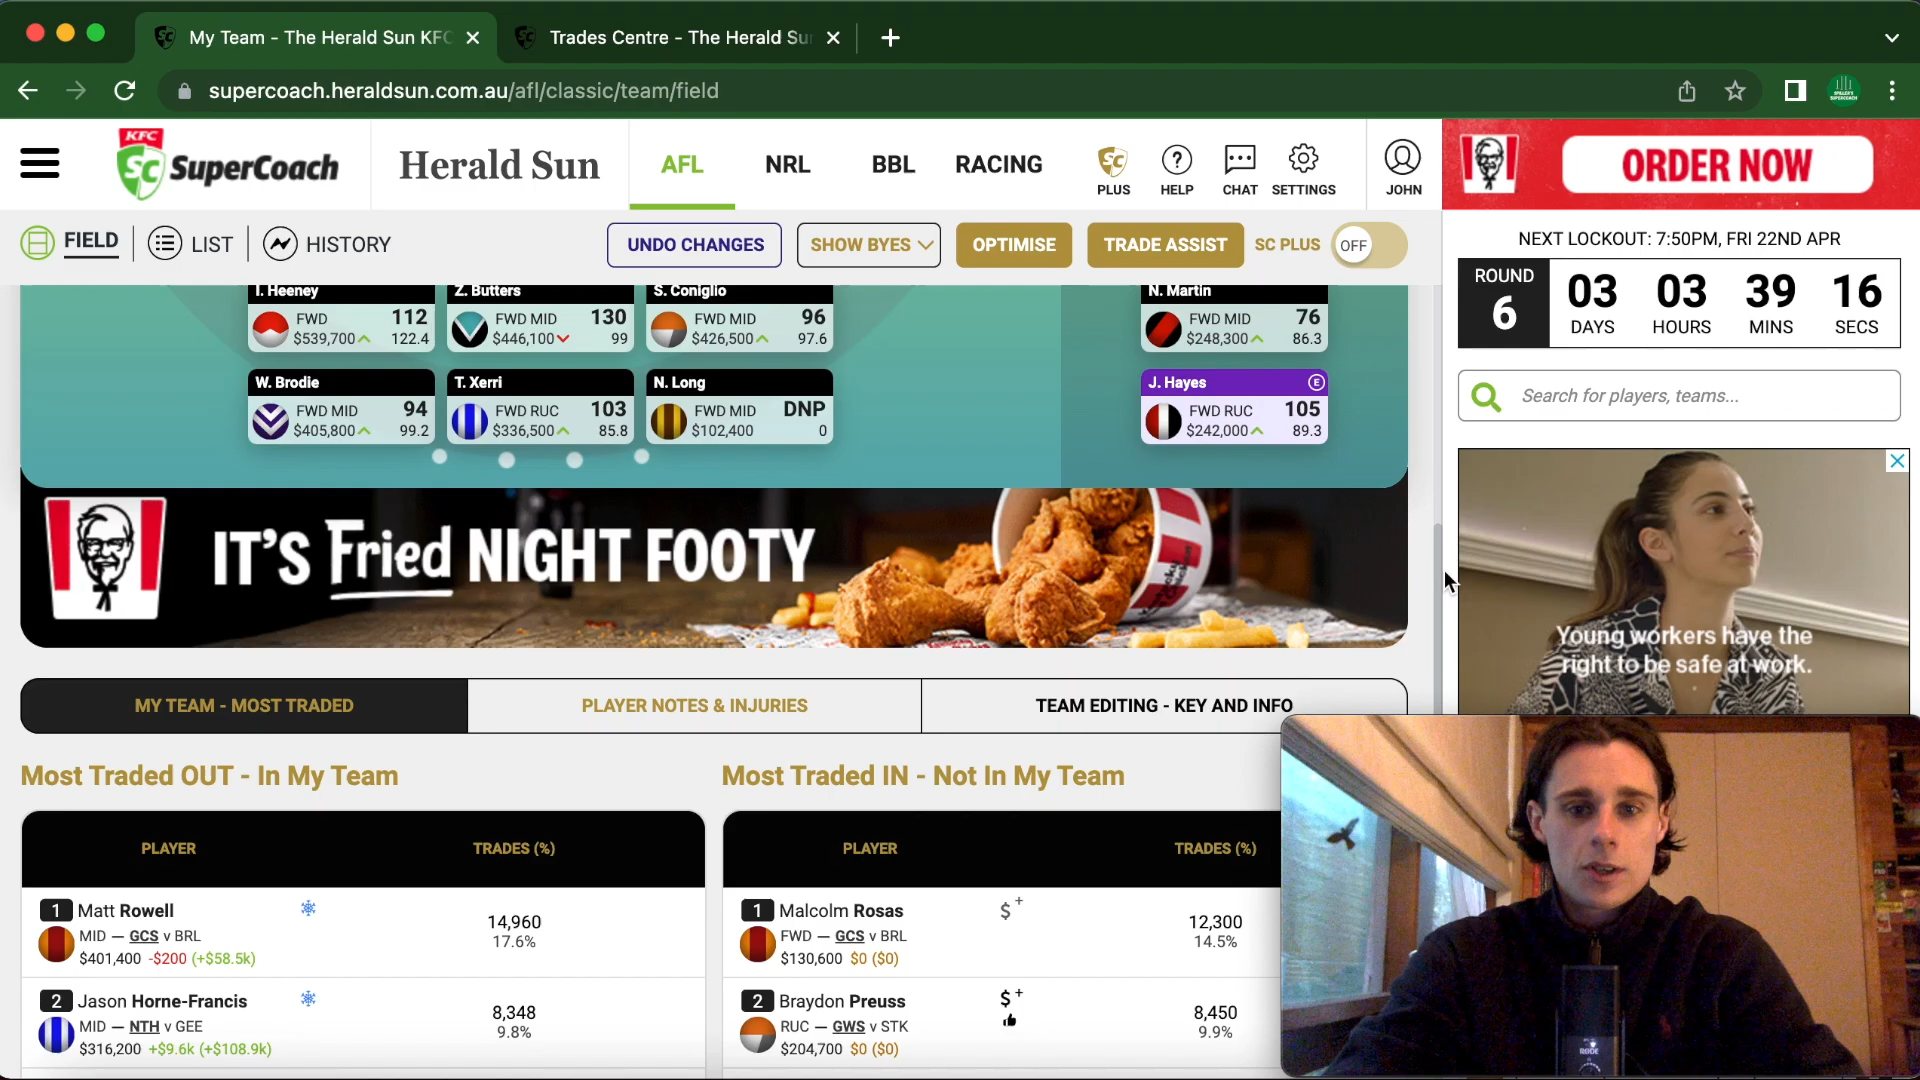 My Team - The Herald Sun KFC
Trades Centre - The Herald Su
supercoach.heraldsun.com.au/afl/classic/team/field
KFC
SC SuperCoach
Herald Sun
AFL
NRL
BBL
RACING
SC
PLUS
HELP
CHAT
SETTINGS
JOHN
ORDER NOW
FIELD
LIST
HISTORY
UNDO CHANGES
SHOW BYES
OPTIMISE
TRADE ASSIST
SC PLUS
OFF
NEXT LOCKOUT: 7:50PM, FRI 22ND APR
ROUND
6
03 03 39 16
DAYS HOURS MINS SECS
Search for players, teams...
I. Heeney
FWD 112
$539,700 122.4
Z. Butters
FWD MID 130
$446,100 99
S. Coniglio
FWD MID 96
$426,500 97.6
N. Martin
FWD MID 76
$248,300 86.3
W. Brodie
FWD MID 94
$405,800 99.2
T. Xerri
FWD RUC 103
$336,500 85.8
N. Long
FWD MID DNP
$102,400 0
J. Hayes E
FWD RUC 105
$242,000 89.3
IT'S Fried NIGHT FOOTY
Young workers have the
right to be safe at work.
MY TEAM - MOST TRADED
PLAYER NOTES & INJURIES
TEAM EDITING - KEY AND INFO
Most Traded OUT - In My Team
PLAYER TRADES (%)
1 Matt Rowell
MID — GCS v BRL
$401,400 -$200 (+$58.5k)
14,960
17.6%
2 Jason Horne-Francis
MID — NTH v GEE
$316,200 +$9.6k (+$108.9k)
8,348
9.8%
Most Traded IN - Not In My Team
PLAYER TRADES (%)
1 Malcolm Rosas
FWD — GCS v BRL
$130,600 $0 ($0)
$+
12,300
14.5%
2 Braydon Preuss
RUC — GWS v STK
$204,700 $0 ($0)
$+
8,450
9.9%
RØDE